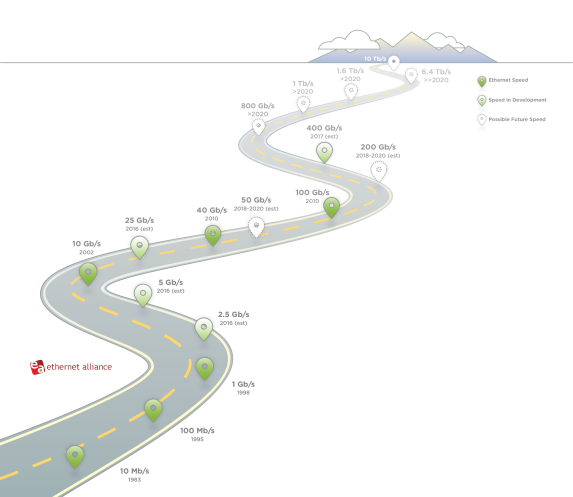 10 Tb/s
6.4 Tb/s
>>2020
1.6 Tb/s
>2020
1 Tb/s
>2020
800 Gb/s
>2020
Ethernet Speed
Speed in Development
Possible Future Speed
400 Gb/s
2017 (est)
200 Gb/s
2018-2020 (est)
100 Gb/s
2010
50 Gb/s
2018-2020 (est)
40 Gb/s
2010
25 Gb/s
2016 (est)
10 Gb/s
2002
5 Gb/s
2016 (est)
2.5 Gb/s
2016 (est)
ea ethernet alliance
1 Gb/s
1998
100 Mb/s
1995
10 Mb/s
1983